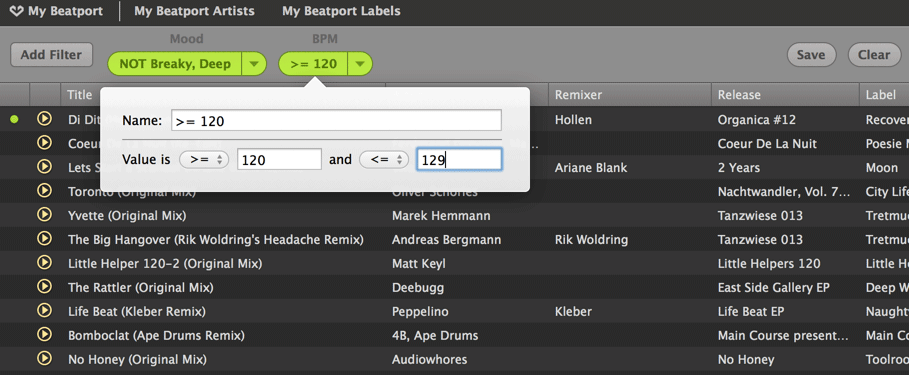 My Beatport My Beatport Artists My Beatport Labels
Mood BPM
Add Filter NOT Breaky, Deep >= 120 Save Clear
Title Remixer Release Label
Name: >= 120
Di Dit Hollen Organica #12 Recover
Coeur Coeur De La Nuit Poesie M
Value is >= 120 and <= 129
Lets S Ariane Blank 2 Years Moon
Toronto (Original Mix) Oliver Schories Nachtwandler, Vol. 7... City Life
Yvette (Original Mix) Marek Hemmann Tanzwiese 013 Tretmu
The Big Hangover (Rik Woldring's Headache Remix) Andreas Bergmann Rik Woldring Tanzwiese 013 Tretmu
Little Helper 120-2 (Original Mix) Matt Keyl Little Helpers 120 Little H
The Rattler (Original Mix) Deebugg East Side Gallery EP Deep W
Life Beat (Kleber Remix) Peppelino Kleber Life Beat EP Naught
Bomboclat (Ape Drums Remix) 4B, Ape Drums Main Course present... Main Co
No Honey (Original Mix) Audiowhores No Honey Toolroo